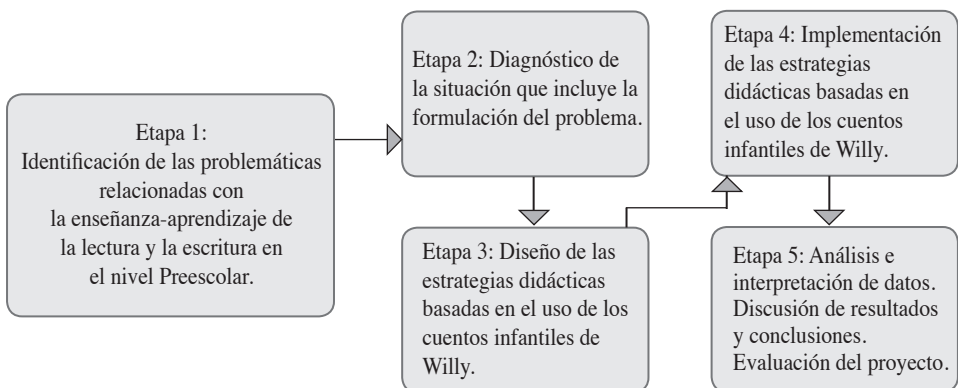 Etapa 1:
Identificación de las problemáticas
relacionadas con
la enseñanza-aprendizaje de
la lectura y la escritura en
el nivel Preescolar.
Etapa 2: Diagnóstico de
la situación que incluye la
formulación del problema.
Etapa 3: Diseño de las
estrategias didácticas
basadas en el uso de los
cuentos infantiles de
Willy.
Etapa 4: Implementación
de las estrategias
didácticas basadas en
el uso de los cuentos
infantiles de Willy.
Etapa 5: Análisis e
interpretación de datos.
Discusión de resultados
y conclusiones.
Evaluación del proyecto.